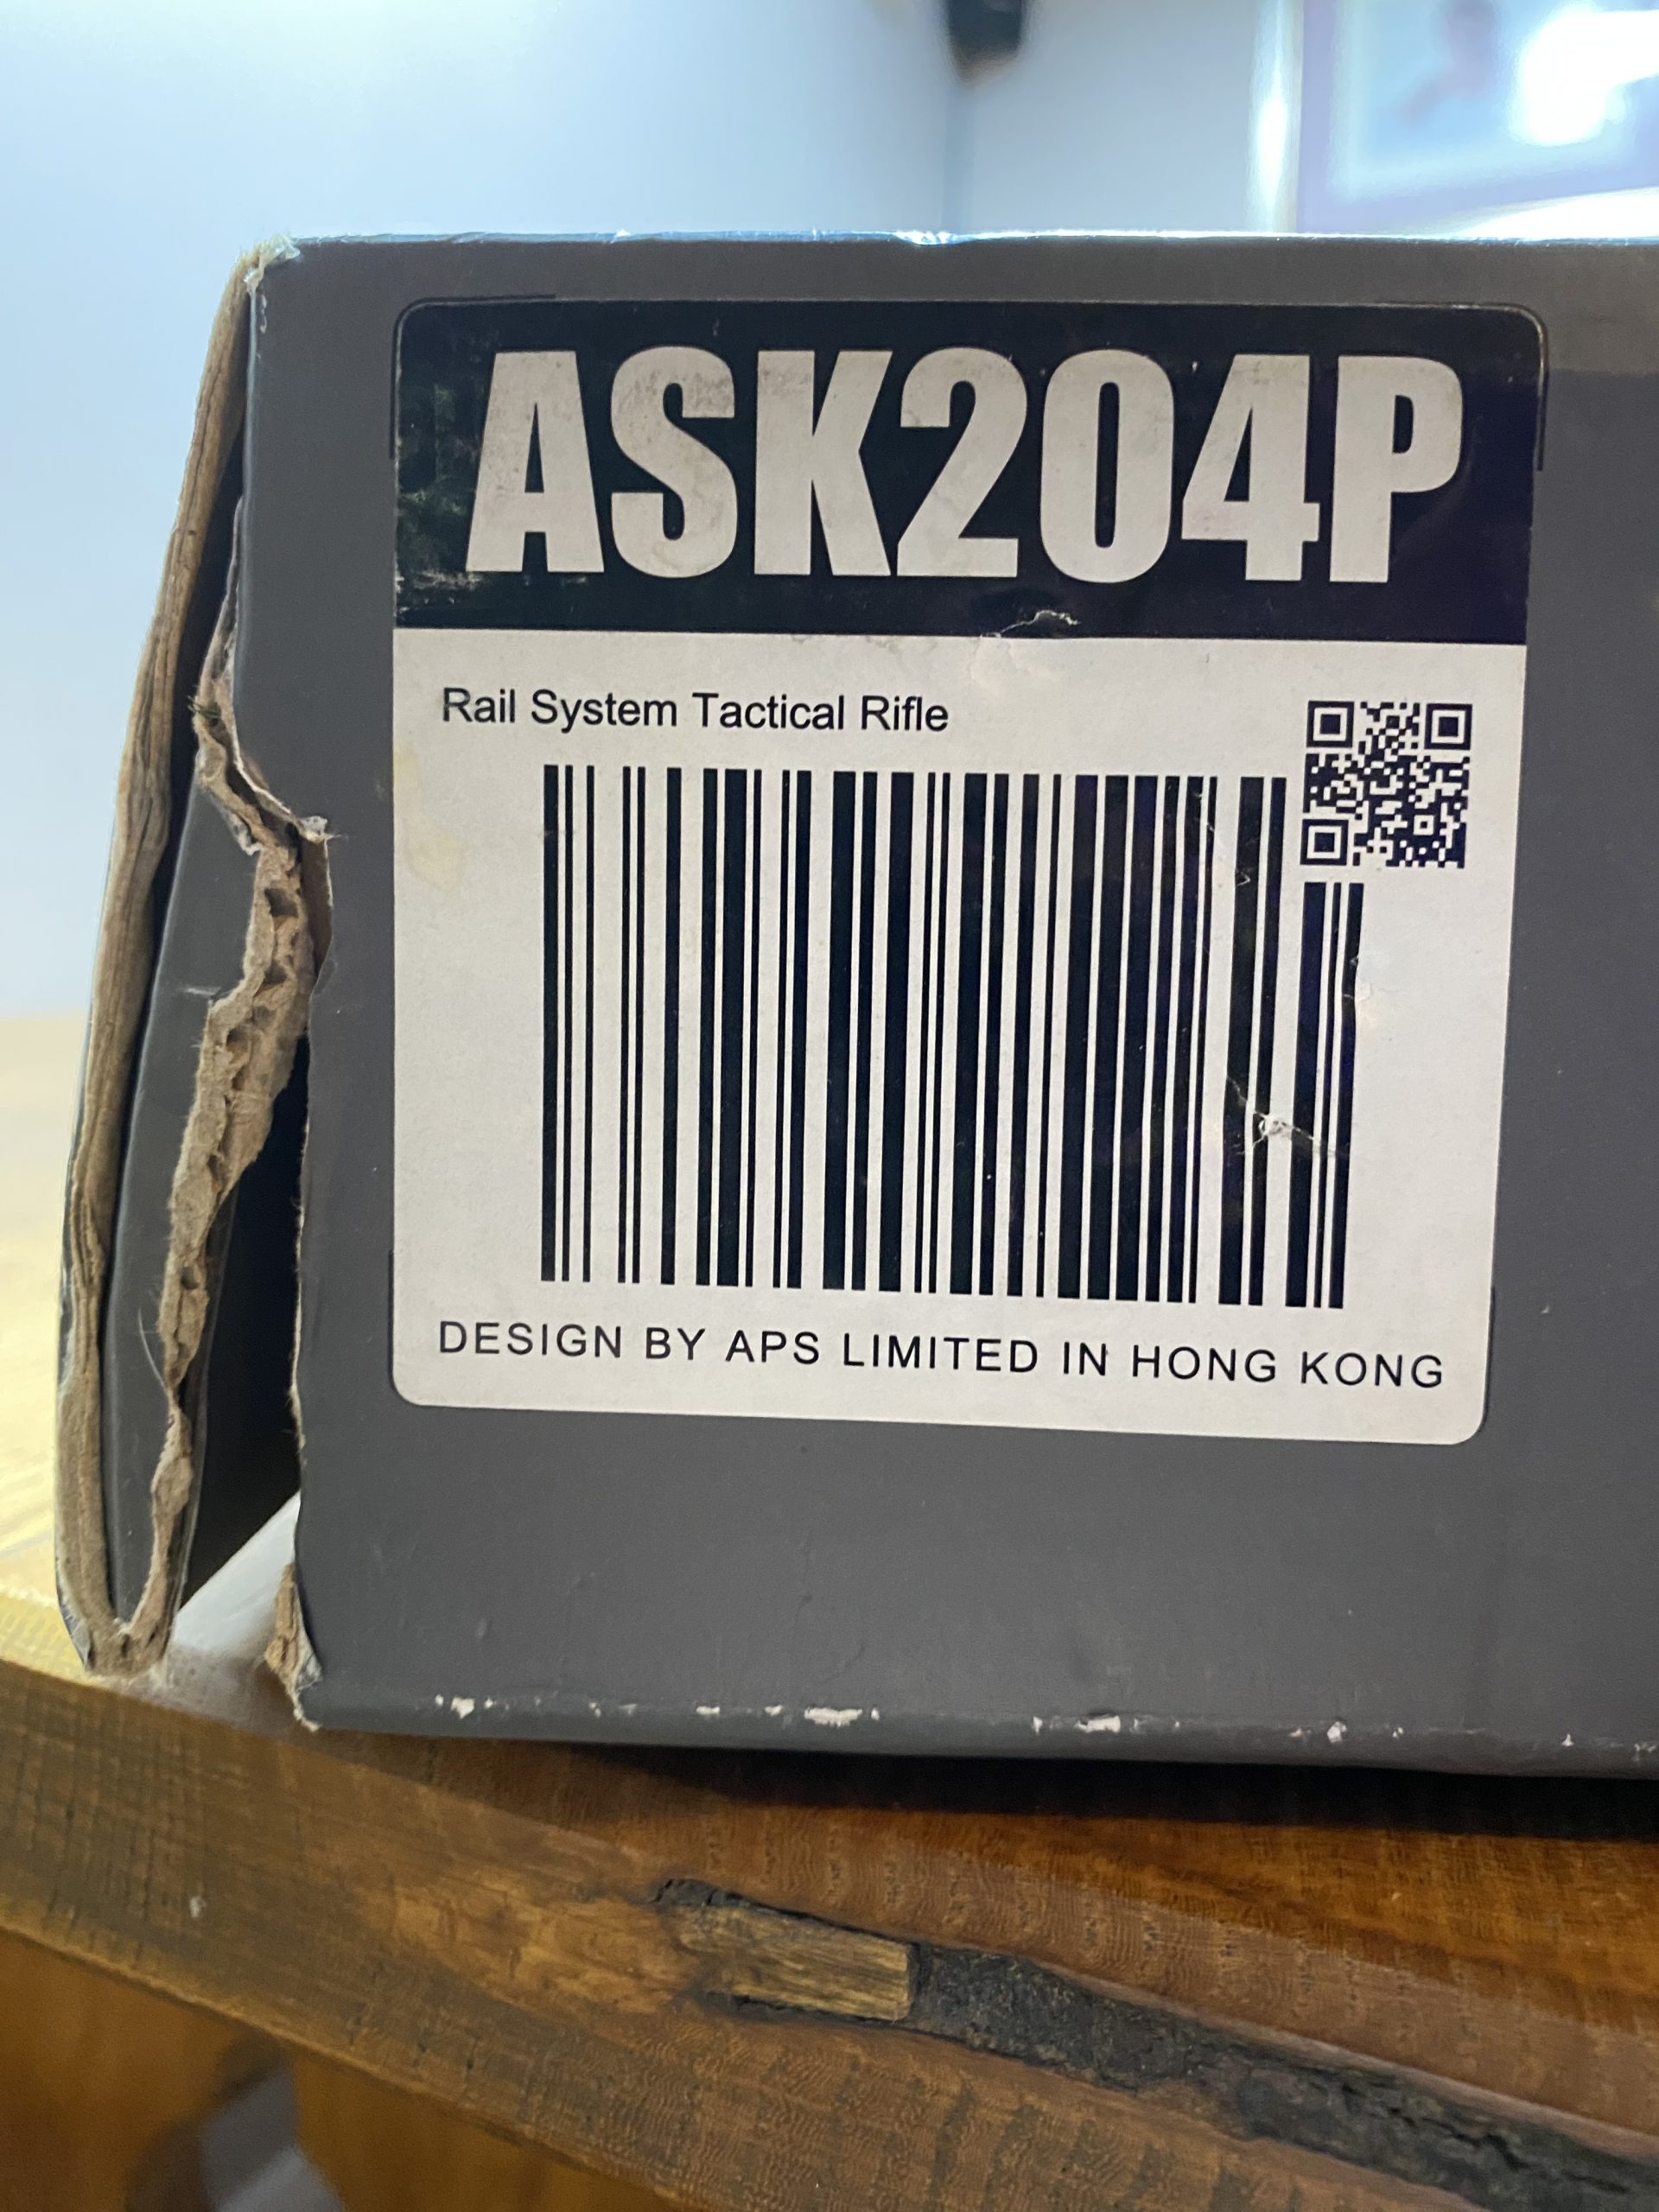 ASK204P
Rail System Tactical Rifle
DESIGN BY APS LIMITED IN HONG KONG